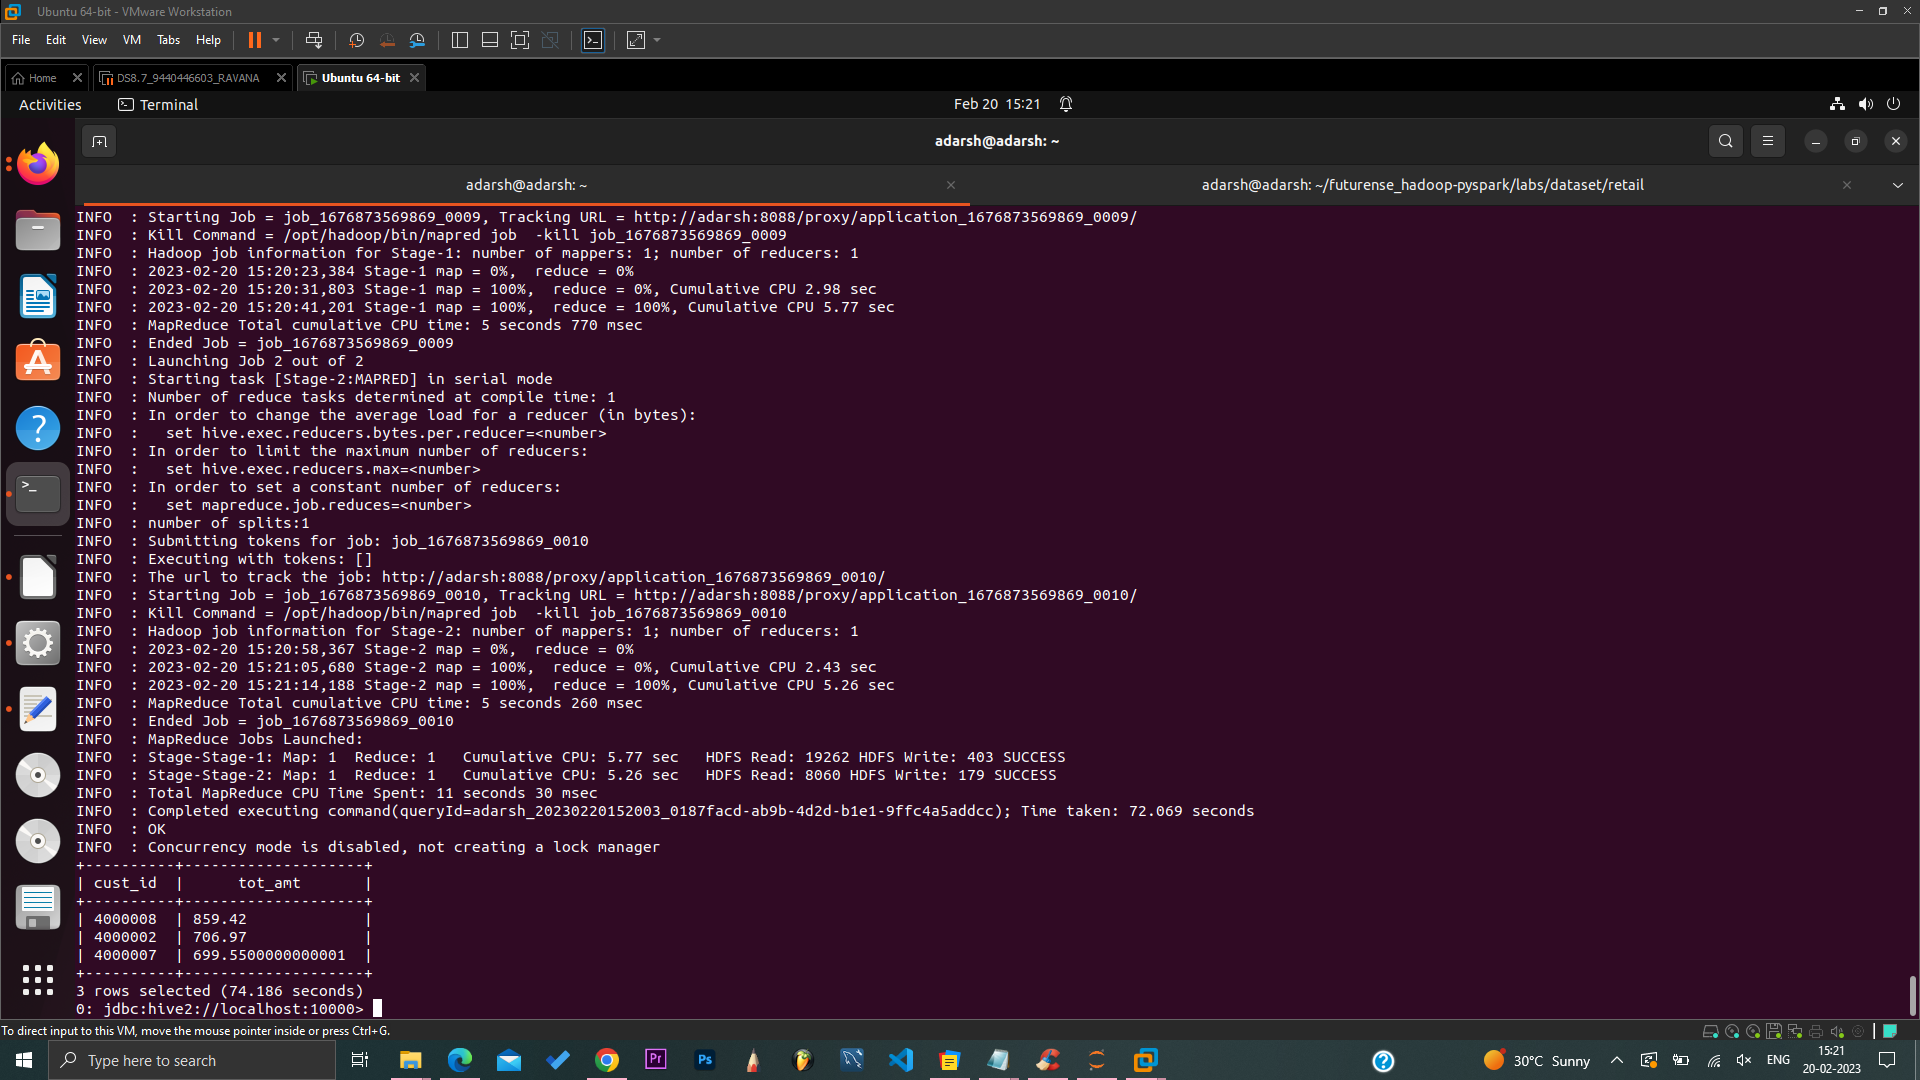 Ubuntu 64-bit - VMware Workstation
File Edit View VM Tabs Help
Home DS8.7_9440446603_RAVANA Ubuntu 64-bit
Activities Terminal Feb 20 15:21
adarsh@adarsh: ~
adarsh@adarsh: ~ adarsh@adarsh: ~/futurense_hadoop-pyspark/labs/dataset/retail
INFO  : Starting Job = job_1676873569869_0009, Tracking URL = http://adarsh:8088/proxy/application_1676873569869_0009/
INFO  : Kill Command = /opt/hadoop/bin/mapred job  -kill job_1676873569869_0009
INFO  : Hadoop job information for Stage-1: number of mappers: 1; number of reducers: 1
INFO  : 2023-02-20 15:20:23,384 Stage-1 map = 0%,  reduce = 0%
INFO  : 2023-02-20 15:20:31,803 Stage-1 map = 100%,  reduce = 0%, Cumulative CPU 2.98 sec
INFO  : 2023-02-20 15:20:41,201 Stage-1 map = 100%,  reduce = 100%, Cumulative CPU 5.77 sec
INFO  : MapReduce Total cumulative CPU time: 5 seconds 770 msec
INFO  : Ended Job = job_1676873569869_0009
INFO  : Launching Job 2 out of 2
INFO  : Starting task [Stage-2:MAPRED] in serial mode
INFO  : Number of reduce tasks determined at compile time: 1
INFO  : In order to change the average load for a reducer (in bytes):
INFO  :   set hive.exec.reducers.bytes.per.reducer=<number>
INFO  : In order to limit the maximum number of reducers:
INFO  :   set hive.exec.reducers.max=<number>
INFO  : In order to set a constant number of reducers:
INFO  :   set mapreduce.job.reduces=<number>
INFO  : number of splits:1
INFO  : Submitting tokens for job: job_1676873569869_0010
INFO  : Executing with tokens: []
INFO  : The url to track the job: http://adarsh:8088/proxy/application_1676873569869_0010/
INFO  : Starting Job = job_1676873569869_0010, Tracking URL = http://adarsh:8088/proxy/application_1676873569869_0010/
INFO  : Kill Command = /opt/hadoop/bin/mapred job  -kill job_1676873569869_0010
INFO  : Hadoop job information for Stage-2: number of mappers: 1; number of reducers: 1
INFO  : 2023-02-20 15:20:58,367 Stage-2 map = 0%,  reduce = 0%
INFO  : 2023-02-20 15:21:05,680 Stage-2 map = 100%,  reduce = 0%, Cumulative CPU 2.43 sec
INFO  : 2023-02-20 15:21:14,188 Stage-2 map = 100%,  reduce = 100%, Cumulative CPU 5.26 sec
INFO  : MapReduce Total cumulative CPU time: 5 seconds 260 msec
INFO  : Ended Job = job_1676873569869_0010
INFO  : MapReduce Jobs Launched:
INFO  : Stage-Stage-1: Map: 1  Reduce: 1   Cumulative CPU: 5.77 sec   HDFS Read: 19262 HDFS Write: 403 SUCCESS
INFO  : Stage-Stage-2: Map: 1  Reduce: 1   Cumulative CPU: 5.26 sec   HDFS Read: 8060 HDFS Write: 179 SUCCESS
INFO  : Total MapReduce CPU Time Spent: 11 seconds 30 msec
INFO  : Completed executing command(queryId=adarsh_20230220152003_0187facd-ab9b-4d2d-b1e1-9ffc4a5addcc); Time taken: 72.069 seconds
INFO  : OK
INFO  : Concurrency mode is disabled, not creating a lock manager
+----------+--------------------+
| cust_id  |      tot_amt       |
+----------+--------------------+
| 4000008  | 859.42             |
| 4000002  | 706.97             |
| 4000007  | 699.5500000000001  |
+----------+--------------------+
3 rows selected (74.186 seconds)
0: jdbc:hive2://localhost:10000>
To direct input to this VM, move the mouse pointer inside or press Ctrl+G.
Type here to search Pr Ps 30°C Sunny ENG 15:21
20-02-2023